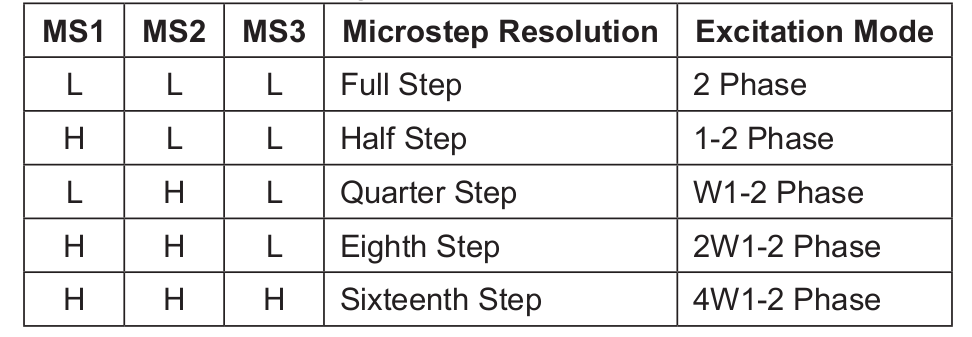 MS1 MS2 MS3 Microstep Resolution Excitation Mode
L L L Full Step 2 Phase
H L L Half Step 1-2 Phase
L H L Quarter Step W1-2 Phase
H H L Eighth Step 2W1-2 Phase
H H H Sixteenth Step 4W1-2 Phase